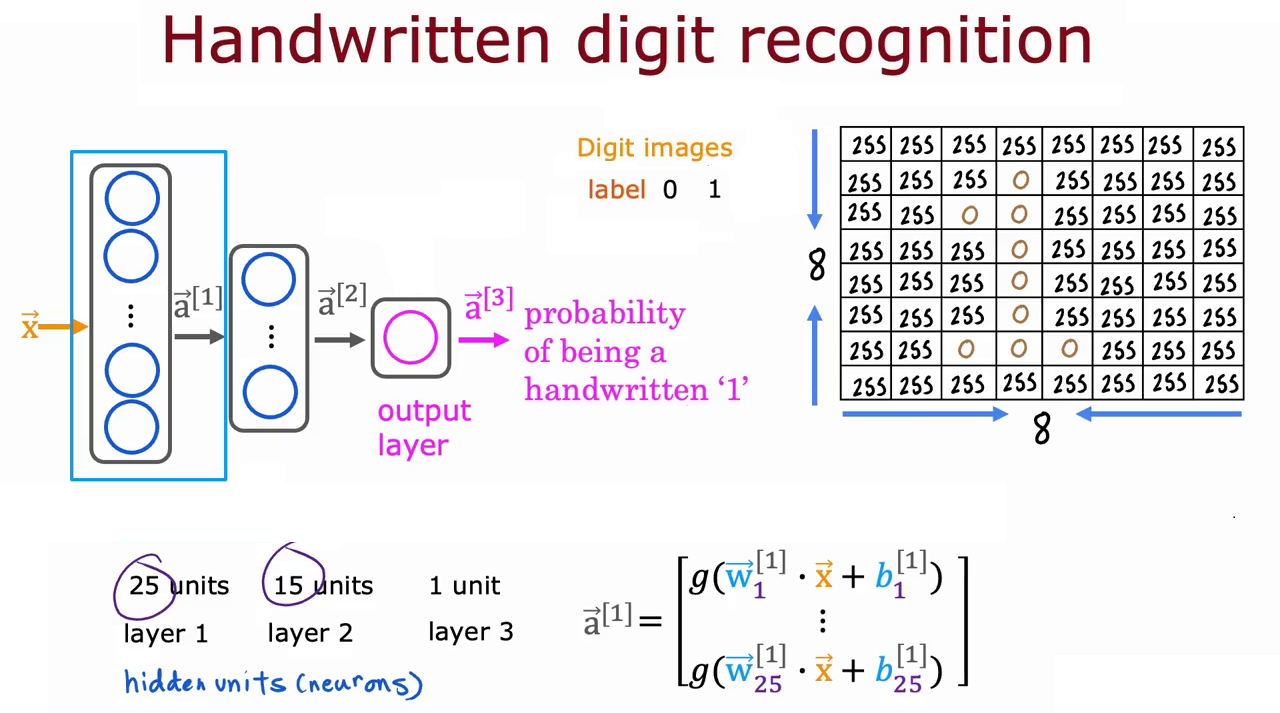 Handwritten digit recognition
Digit images
label 0 1
x⃗
a⃗[1]
a⃗[2]
a⃗[3]
probability
of being a
handwritten ‘1’
output
layer
255 255 255 255 255 255 255 255
255 255 255 0 255 255 255 255
255 255 0 0 255 255 255 255
255 255 255 0 255 255 255 255
255 255 255 0 255 255 255 255
255 255 255 0 255 255 255 255
255 255 0 0 0 255 255 255
255 255 255 255 255 255 255 255
8
8
25 units 15 units 1 unit
layer 1 layer 2 layer 3
hidden units (neurons)
a⃗[1] =
g(w⃗1[1] · x⃗ + b1[1])
⋮
g(w⃗25[1] · x⃗ + b25[1])